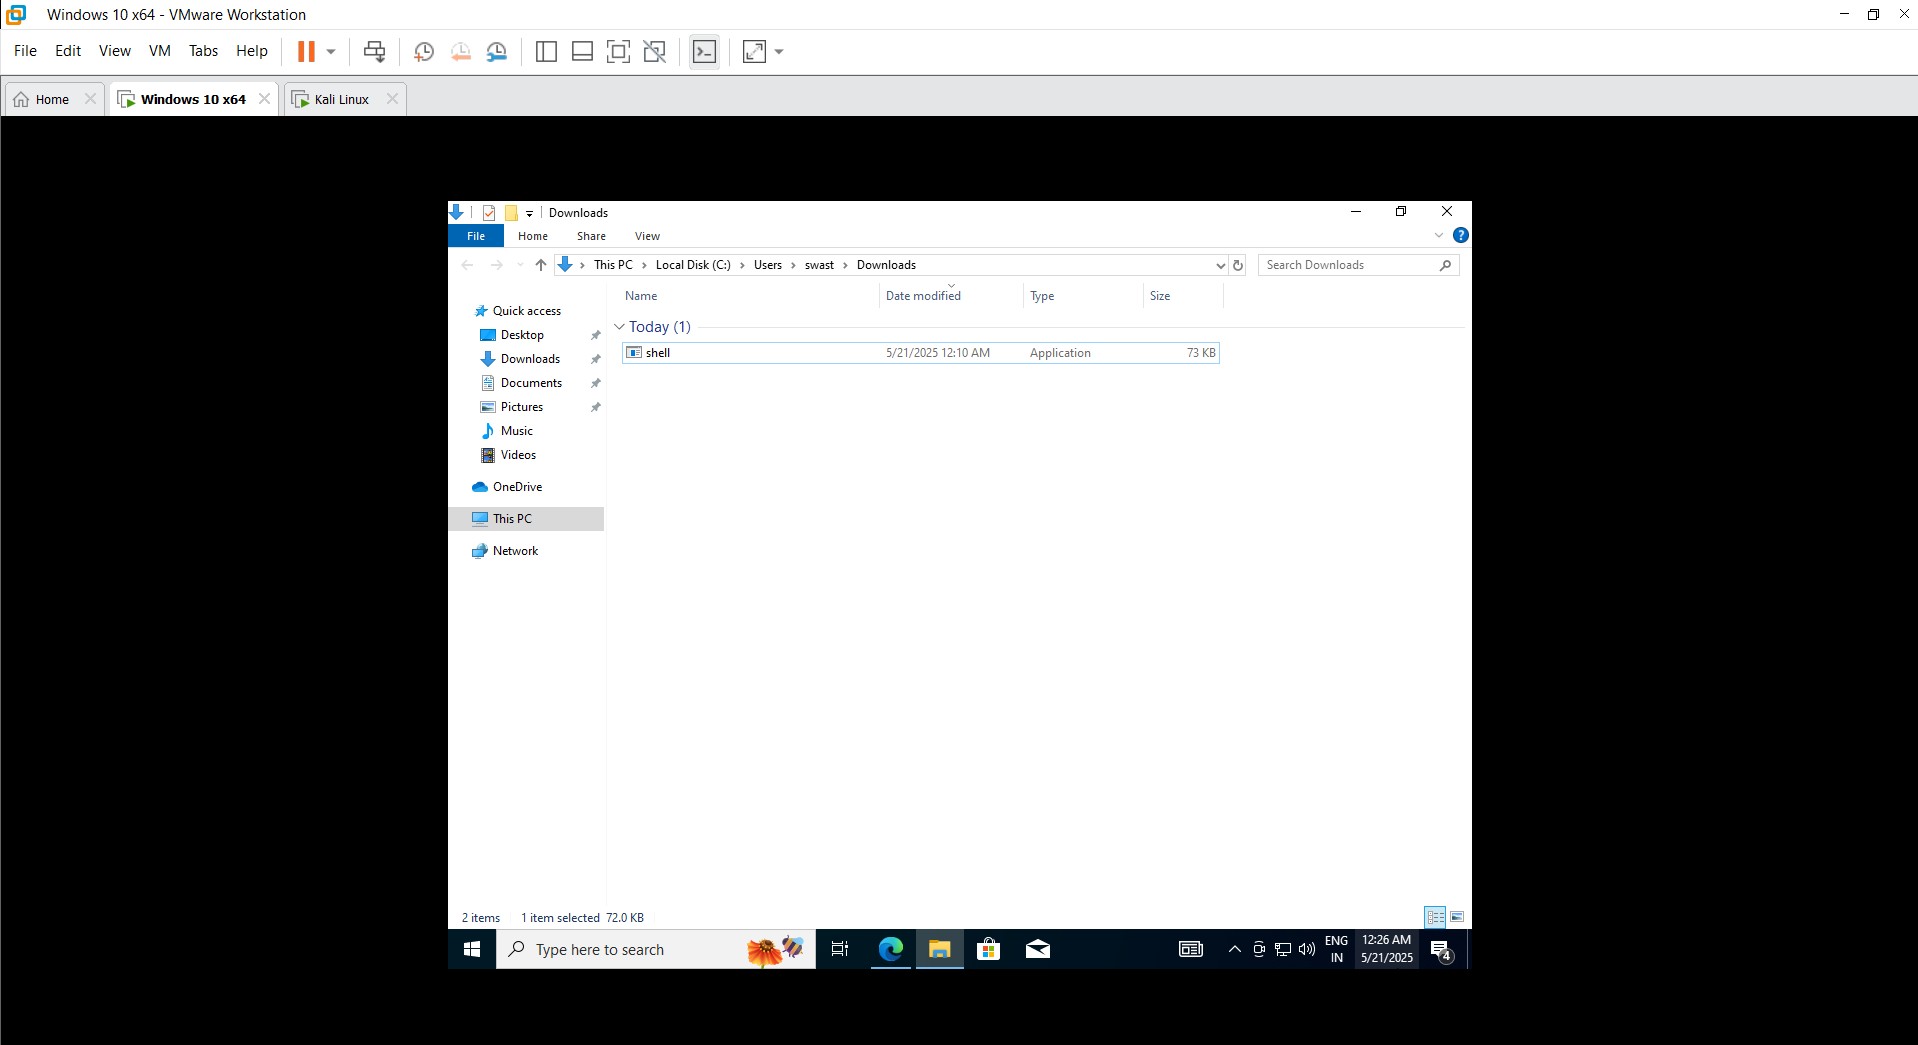 Windows 10 x64 - VMware Workstation
File Edit View VM Tabs Help
Home Windows 10 x64 Kali Linux
Downloads
File Home Share View
This PC Local Disk (C:) Users swast Downloads Search Downloads
Name Date modified Type Size
Quick access
Desktop
Downloads
Documents
Pictures
Music
Videos
OneDrive
This PC
Network
Today (1)
shell 5/21/2025 12:10 AM Application 73 KB
2 items 1 item selected 72.0 KB
Type here to search
ENG
IN
12:26 AM
5/21/2025
4